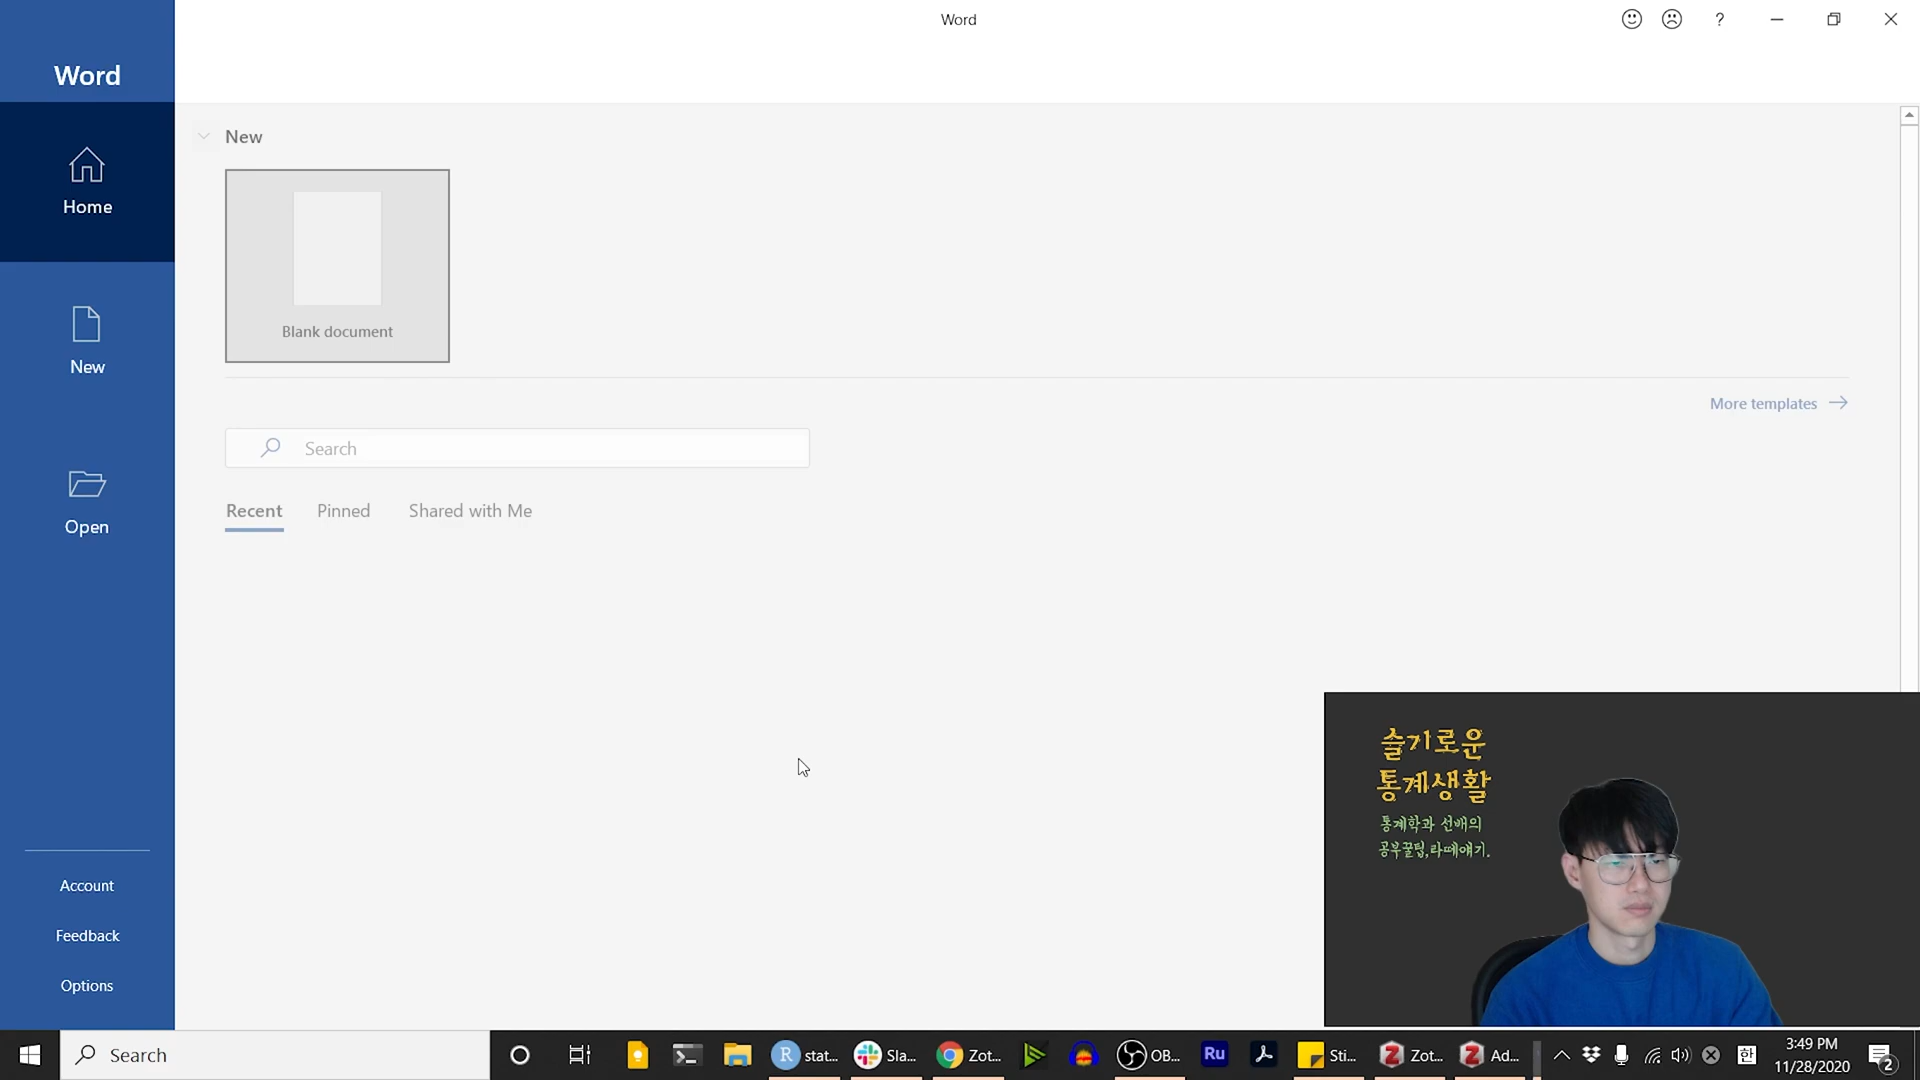 Word
?
Word
Home
New
Open
Account
Feedback
Options
New
Blank document
More templates
Search
Recent
Pinned
Shared with Me
슬기로운
통계생활
통계학과 선배의
공부꿀팁,라떼얘기.
Search
R
stat...
Sla...
Zot...
OB...
Ru
Sti...
Z
Zot...
Z
Ad...
한
3:49 PM
11/28/2020
2